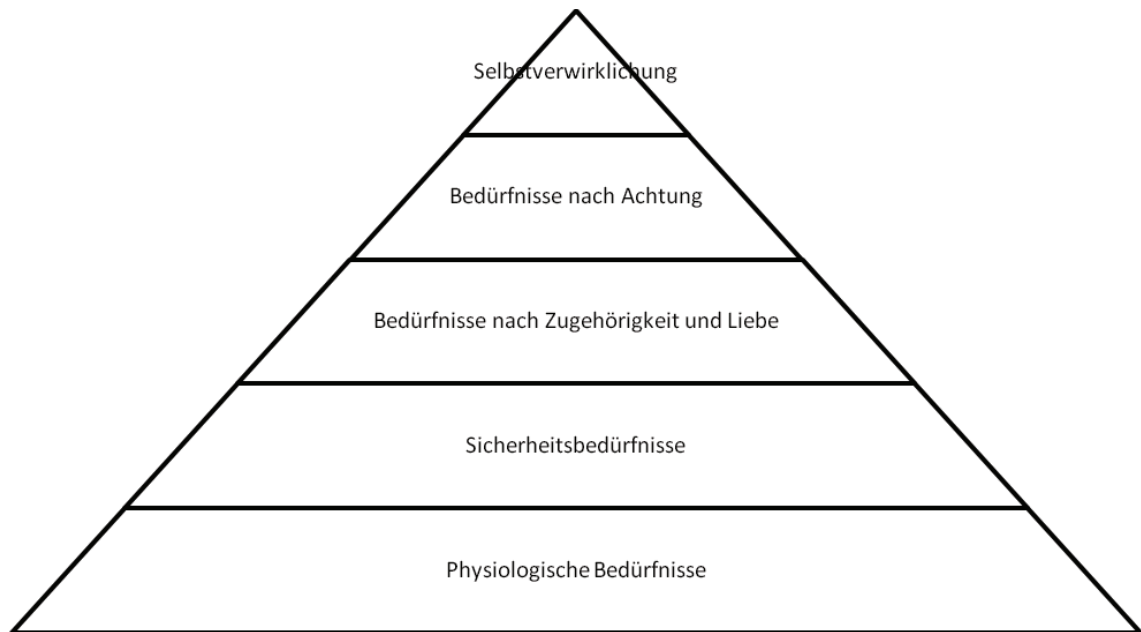 Selbstverwirklichung
Bedürfnisse nach Achtung
Bedürfnisse nach Zugehörigkeit und Liebe
Sicherheitsbedürfnisse
Physiologische Bedürfnisse